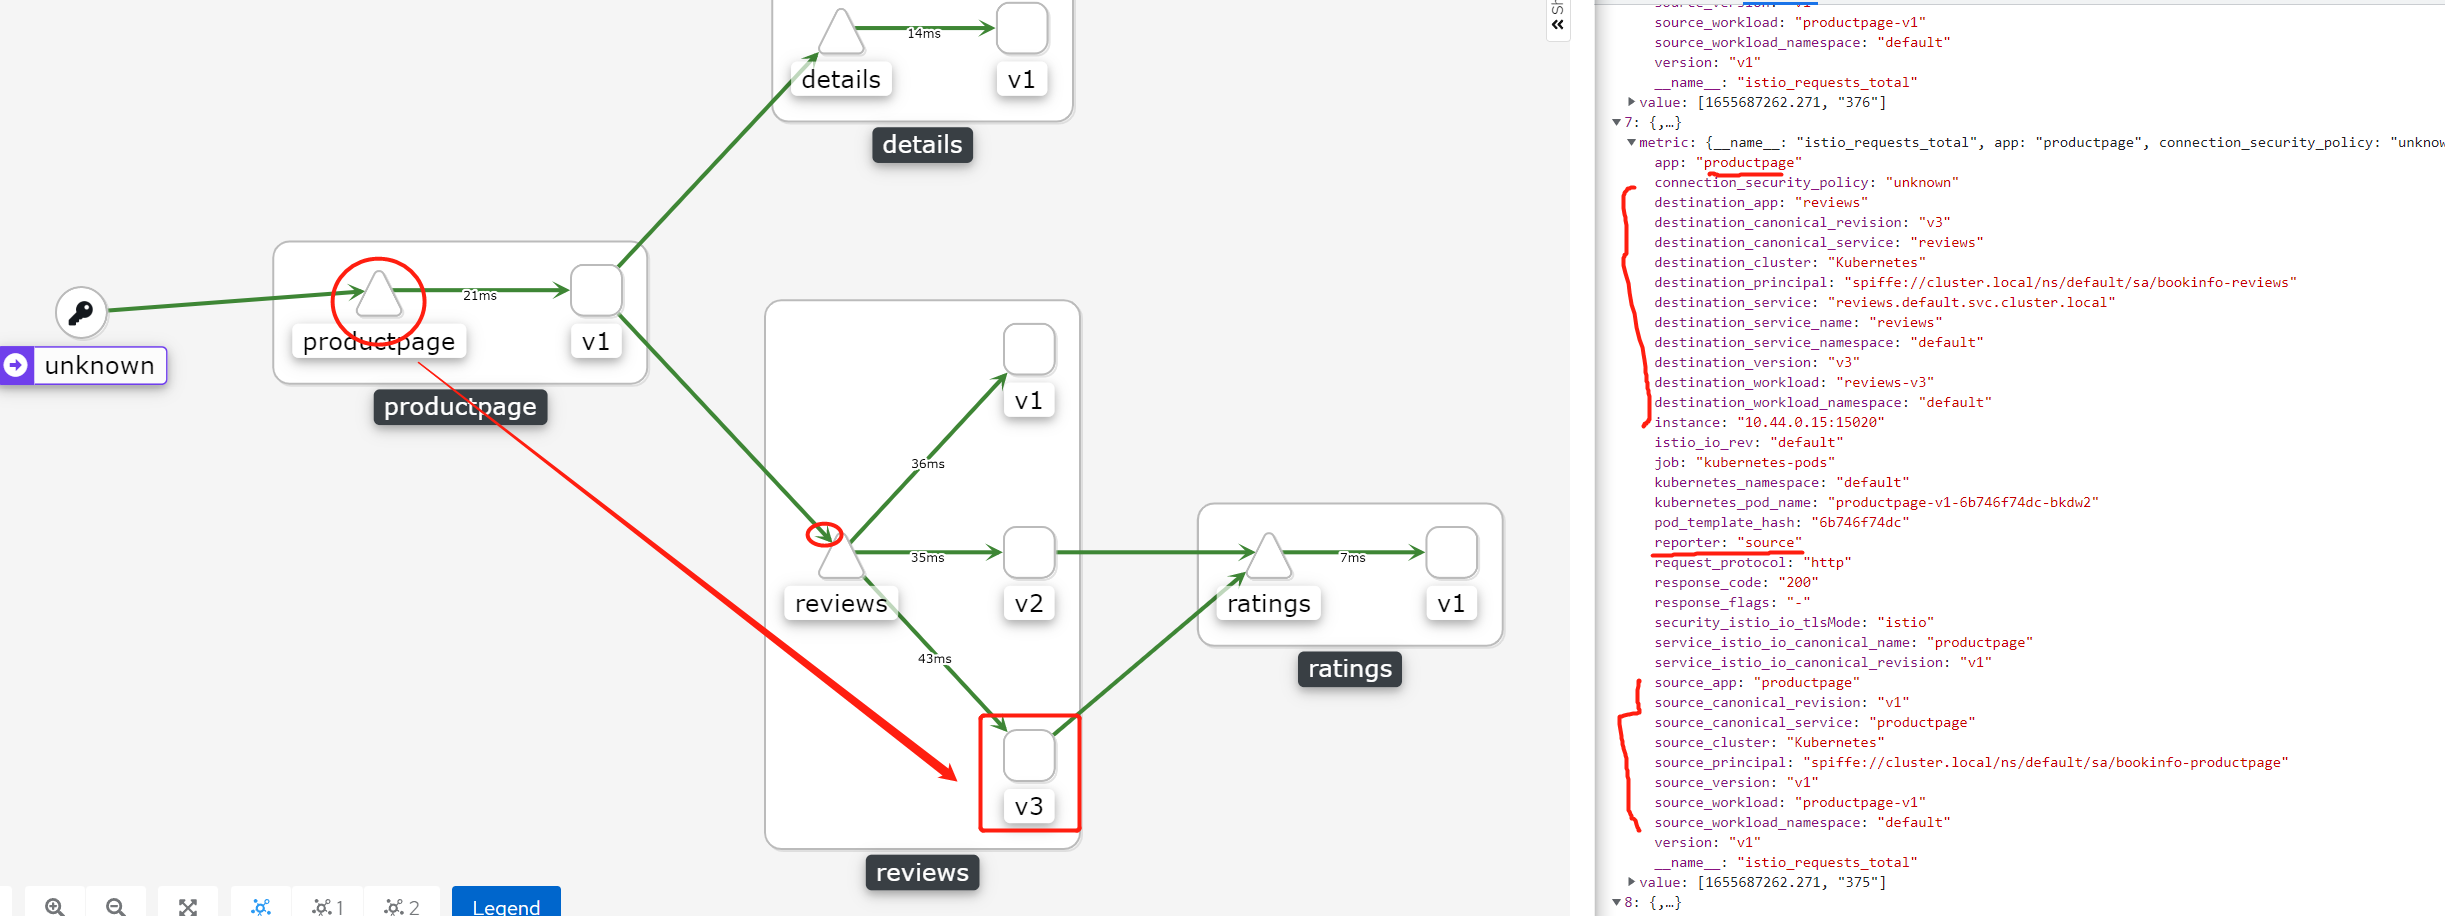 14ms
details
v1
details
21ms
productpage
v1
unknown
productpage
v1
36ms
35ms
reviews
v2
7ms
ratings
v1
43ms
ratings
v3
reviews
1
2
Legend
«
SH
source_version: "v1"
source_workload: "productpage-v1"
source_workload_namespace: "default"
version: "v1"
__name__: "istio_requests_total"
value: [1655687262.271, "376"]
7: {,…}
metric: {__name__: "istio_requests_total", app: "productpage", connection_security_policy: "unknow
app: "productpage"
connection_security_policy: "unknown"
destination_app: "reviews"
destination_canonical_revision: "v3"
destination_canonical_service: "reviews"
destination_cluster: "Kubernetes"
destination_principal: "spiffe://cluster.local/ns/default/sa/bookinfo-reviews"
destination_service: "reviews.default.svc.cluster.local"
destination_service_name: "reviews"
destination_service_namespace: "default"
destination_version: "v3"
destination_workload: "reviews-v3"
destination_workload_namespace: "default"
instance: "10.44.0.15:15020"
istio_io_rev: "default"
job: "kubernetes-pods"
kubernetes_namespace: "default"
kubernetes_pod_name: "productpage-v1-6b746f74dc-bkdw2"
pod_template_hash: "6b746f74dc"
reporter: "source"
request_protocol: "http"
response_code: "200"
response_flags: "-"
security_istio_io_tlsMode: "istio"
service_istio_io_canonical_name: "productpage"
service_istio_io_canonical_revision: "v1"
source_app: "productpage"
source_canonical_revision: "v1"
source_canonical_service: "productpage"
source_cluster: "Kubernetes"
source_principal: "spiffe://cluster.local/ns/default/sa/bookinfo-productpage"
source_version: "v1"
source_workload: "productpage-v1"
source_workload_namespace: "default"
version: "v1"
__name__: "istio_requests_total"
value: [1655687262.271, "375"]
8: {,…}